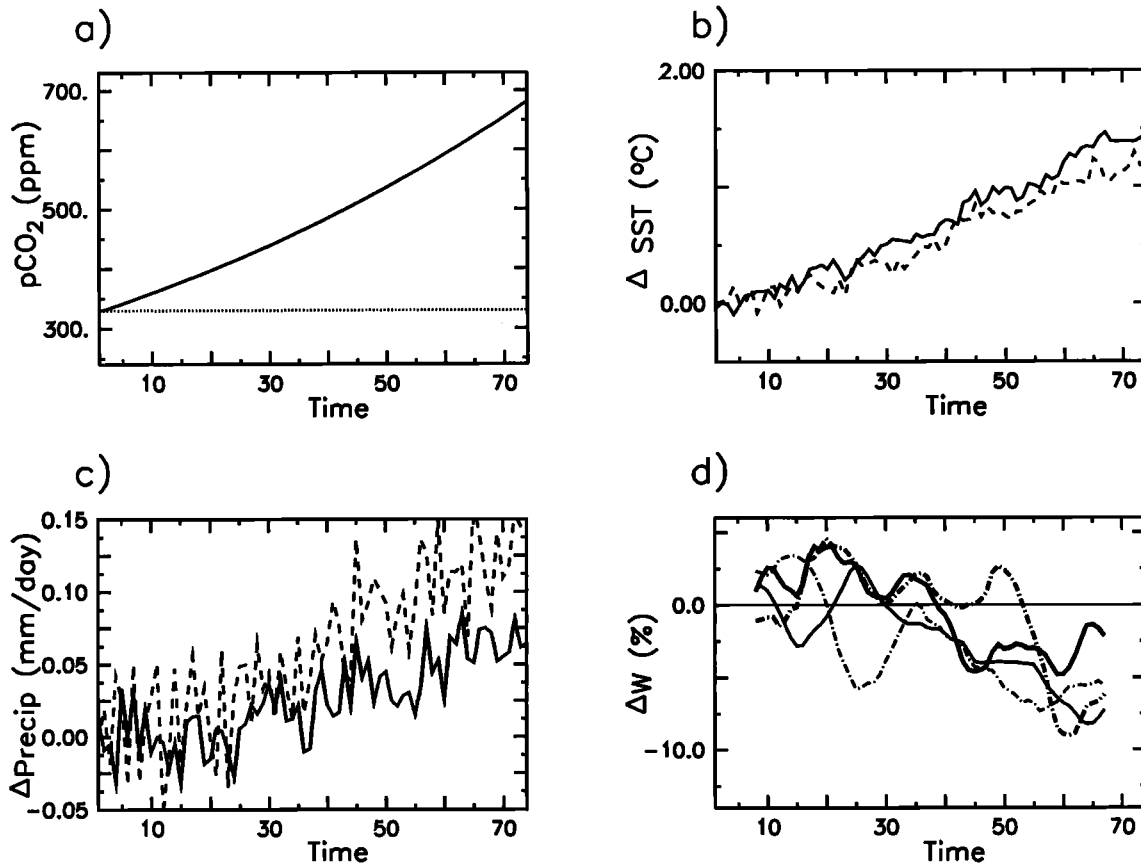 a)
700.
500.
300.
pCO₂ (ppm)
10 30 50 70
Time
b)
2.00
0.00
Δ SST (°C)
10 30 50 70
Time
c)
0.15
0.10
0.05
0.00
-0.05
ΔPrecip (mm/day)
10 30 50 70
Time
d)
0.0
-10.0
ΔW (%)
10 30 50 70
Time